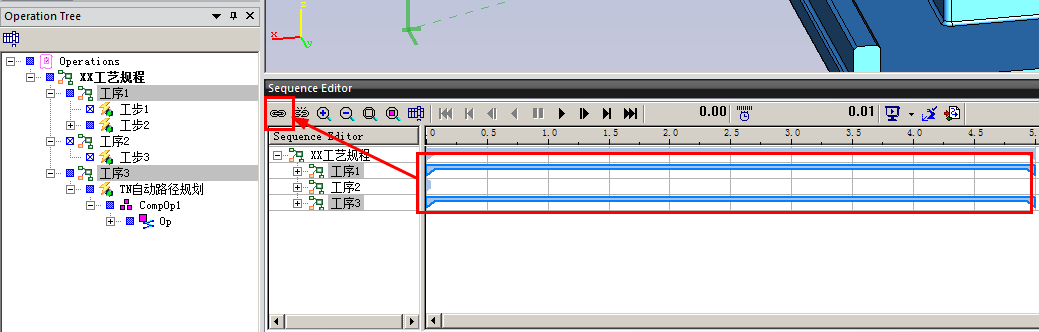 Operation Tree
Operations
XX工艺规程
工序1
工步1
工步2
工序2
工步3
工序3
TN自动路径规划
CompOp1
Op
z
x
y
Sequence Editor
0.00
0.01
Sequence Editor
.0 0.5 1.0 1.5 2.0 2.5 3.0 3.5 4.0 4.5 5.
XX工艺规程
工序1
工序2
工序3